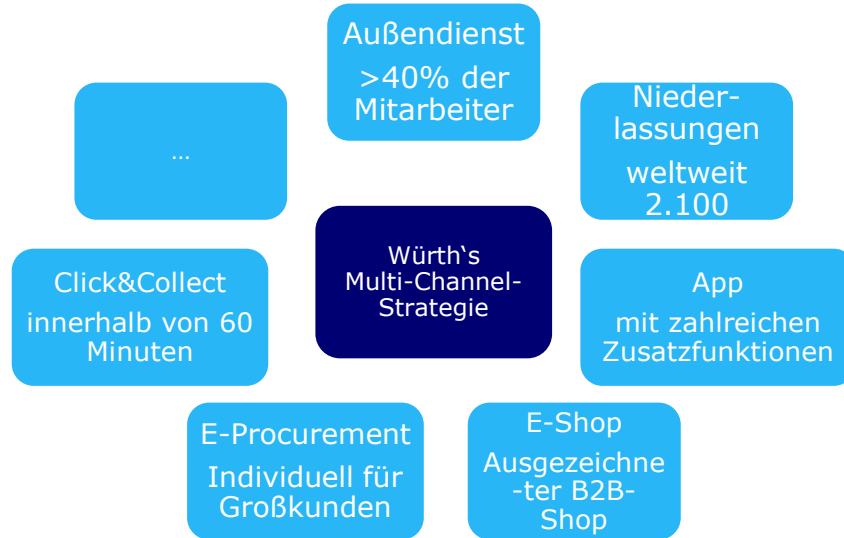 Außendienst
>40% der
Mitarbeiter
Nieder-
lassungen
weltweit
2.100
...
Würth‘s
Multi-Channel-
Strategie
Click&Collect
innerhalb von 60
Minuten
App
mit zahlreichen
Zusatzfunktionen
E-Procurement
Individuell für
Großkunden
E-Shop
Ausgezeichne
-ter B2B-
Shop